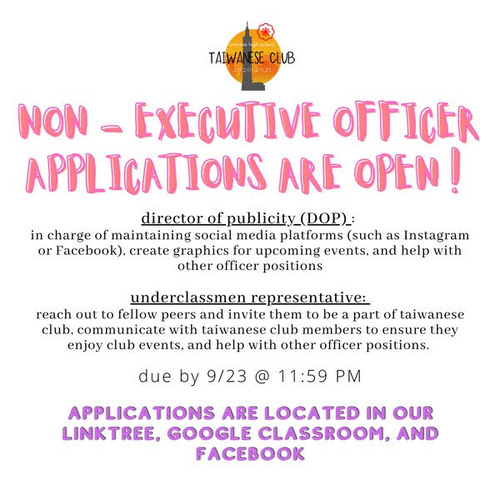 TAIWANESE CLUB
2020-2021
NON - EXECUTIVE OFFICER
APPLICATIONS ARE OPEN!
director of publicity (DOP) :
in charge of maintaining social media platforms (such as Instagram
or Facebook), create graphics for upcoming events, and help with
other officer positions
underclassmen representative:
reach out to fellow peers and invite them to be a part of taiwanese
club, communicate with taiwanese club members to ensure they
enjoy club events, and help with other officer positions.
due by 9/23 @ 11:59 PM
APPLICATIONS ARE LOCATED IN OUR
LINKTREE, GOOGLE CLASSROOM, AND
FACEBOOK